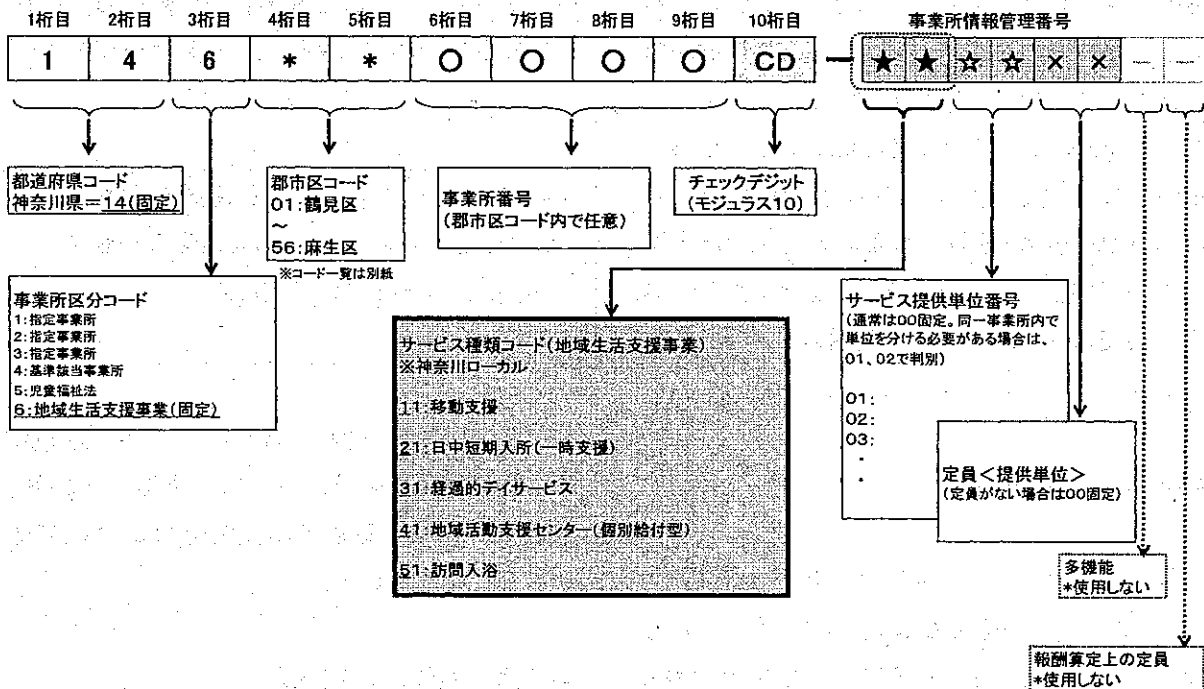 1桁目 2桁目 3桁目 4桁目 5桁目 6桁目 7桁目 8桁目 9桁目 10桁目 事業所情報管理番号
1 4 6 * * ○ ○ ○ ○ CD ― ★ ★ ☆ ☆ × × － －
都道府県コード
神奈川県＝14(固定)
郡市区コード
01:鶴見区
～
56:麻生区
※コード一覧は別紙
事業所番号
(郡市区コード内で任意)
チェックデジット
(モジュラス10)
事業所区分コード
1:指定事業所
2:指定事業所
3:指定事業所
4:基準該当事業所
5:児童福祉法
6:地域生活支援事業(固定)
サービス種類コード(地域生活支援事業)
※神奈川ローカル
11:移動支援
21:日中短期入所(一時支援)
31:経過的デイサービス
41:地域活動支援センター(個別給付型)
51:訪問入浴
サービス提供単位番号
(通常は00固定。同一事業所内で
単位を分ける必要がある場合は、
01、02で判別)
01:
02:
03:
・
・
定員＜提供単位＞
(定員がない場合は00固定)
多機能
*使用しない
報酬算定上の定員
*使用しない